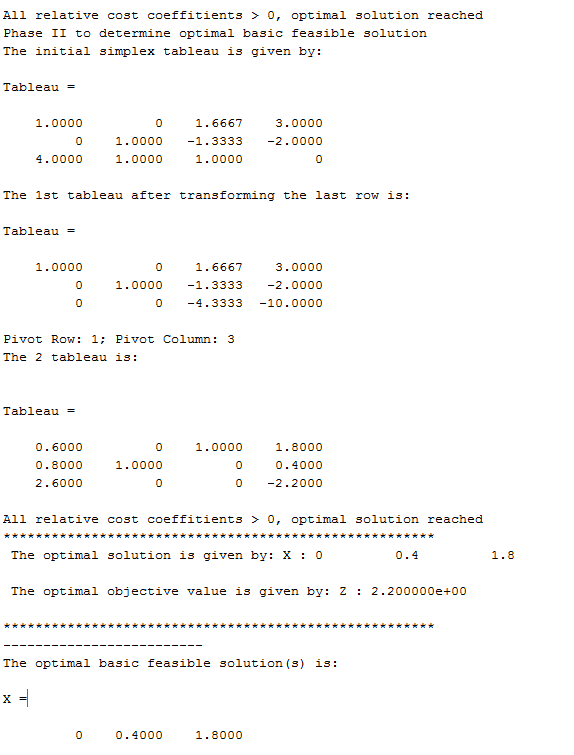 All relative cost coeffitients > 0, optimal solution reached
Phase II to determine optimal basic feasible solution
The initial simplex tableau is given by:
Tableau =
1.0000 0 1.6667 3.0000
0 1.0000 -1.3333 -2.0000
4.0000 1.0000 1.0000 0
The 1st tableau after transforming the last row is:
Tableau =
1.0000 0 1.6667 3.0000
0 1.0000 -1.3333 -2.0000
0 0 -4.3333 -10.0000
Pivot Row: 1; Pivot Column: 3
The 2 tableau is:
Tableau =
0.6000 0 1.0000 1.8000
0.8000 1.0000 0 0.4000
2.6000 0 0 -2.2000
All relative cost coeffitients > 0, optimal solution reached
******************************************************
The optimal solution is given by: X : 0 0.4 1.8
The optimal objective value is given by: Z : 2.200000e+00
******************************************************
-------------------------
The optimal basic feasible solution(s) is:
X =
0 0.4000 1.8000